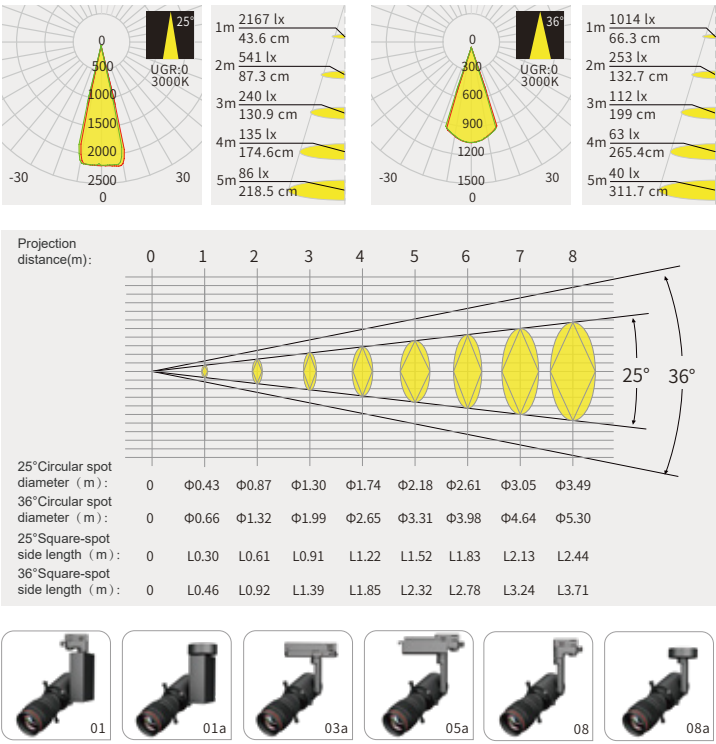 25°
0
UGR:0
3000K
500
1000
1500
2000
2500
-30
30
0
1m 2167 lx
43.6 cm
2m 541 lx
87.3 cm
3m 240 lx
130.9 cm
4m 135 lx
174.6cm
5m 86 lx
218.5 cm
36°
0
UGR:0
3000K
300
600
900
1200
1500
-30
30
0
1m 1014 lx
66.3 cm
2m 253 lx
132.7 cm
3m 112 lx
199 cm
4m 63 lx
265.4cm
5m 40 lx
311.7 cm
Projection
distance(m): 0 1 2 3 4 5 6 7 8
25° 36°
25°Circular spot
diameter（m）: 0 Φ0.43 Φ0.87 Φ1.30 Φ1.74 Φ2.18 Φ2.61 Φ3.05 Φ3.49
36°Circular spot
diameter（m）: 0 Φ0.66 Φ1.32 Φ1.99 Φ2.65 Φ3.31 Φ3.98 Φ4.64 Φ5.30
25°Square-spot
side length（m）: 0 L0.30 L0.61 L0.91 L1.22 L1.52 L1.83 L2.13 L2.44
36°Square-spot
side length（m）: 0 L0.46 L0.92 L1.39 L1.85 L2.32 L2.78 L3.24 L3.71
01 01a 03a 05a 08 08a